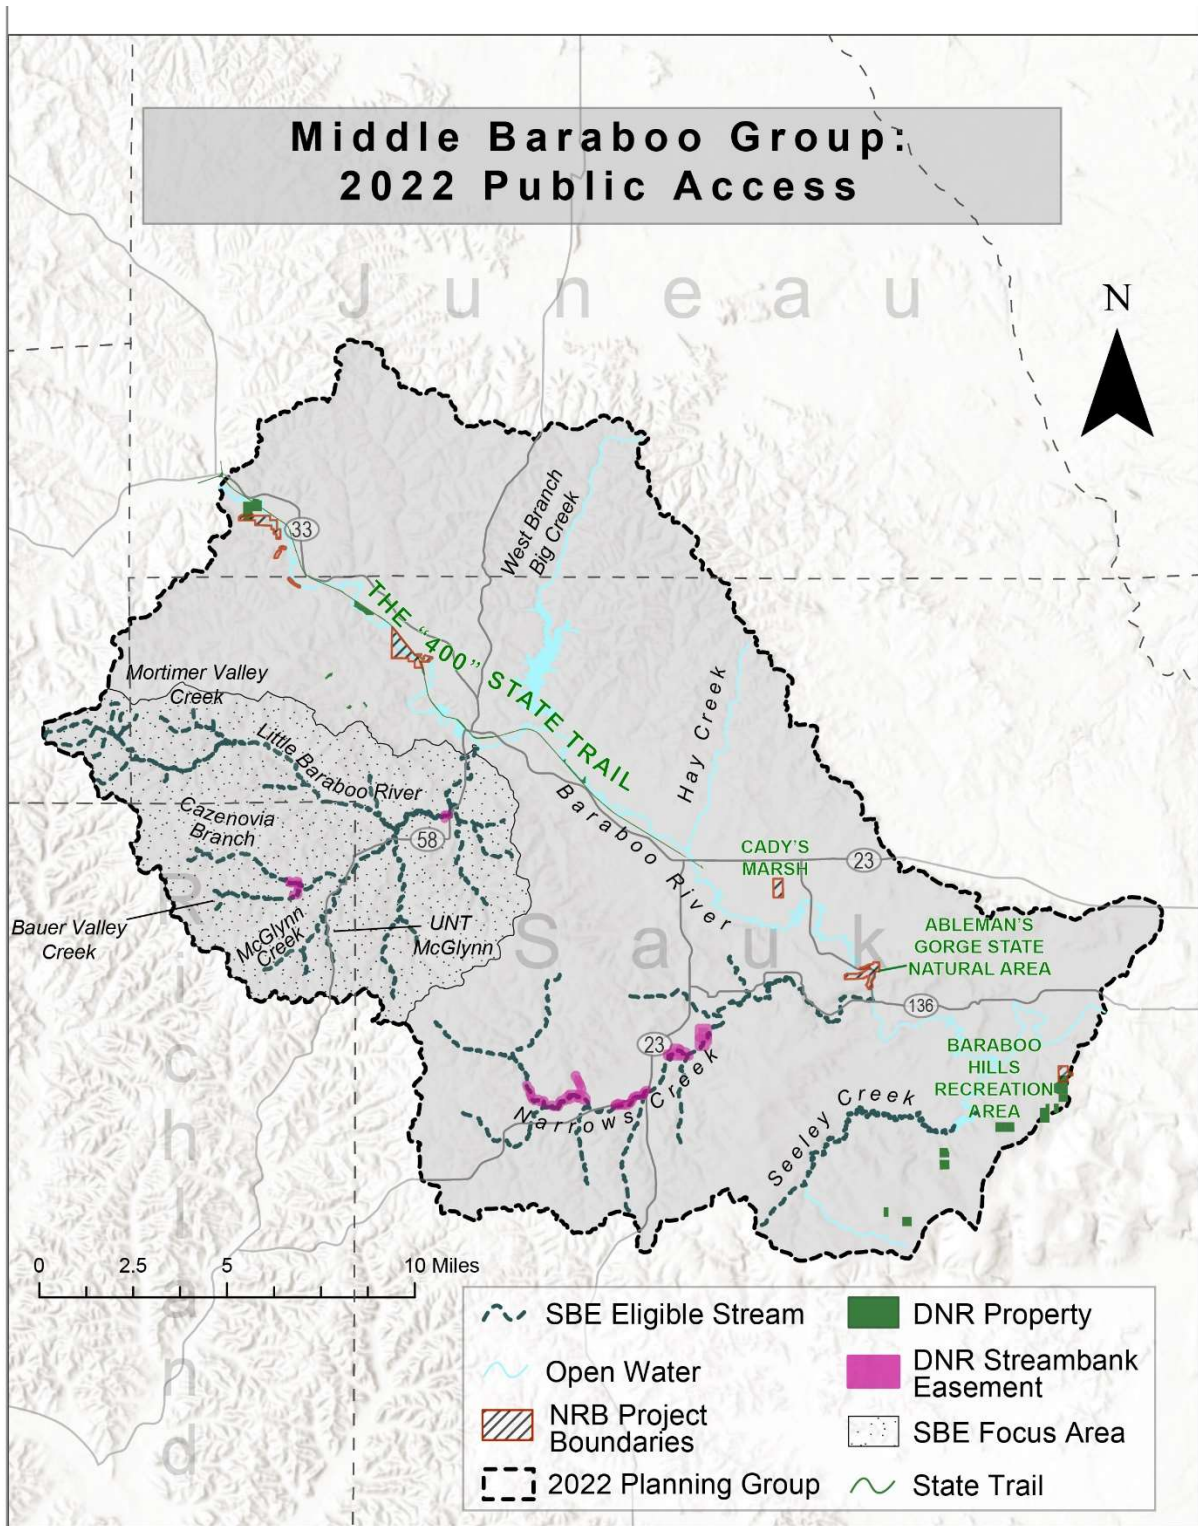 Middle Baraboo Group:
2022 Public Access
Juneau
N
West Branch
Big Creek
33
THE "400" STATE TRAIL
Mortimer Valley
Creek
Little Baraboo River
Hay Creek
Cazenovia
Branch
58
Baraboo River
CADY'S
MARSH
23
Bauer Valley
Creek
McGlynn
Creek
UNT
McGlynn
Sauk
ABLEMAN'S
GORGE STATE
NATURAL AREA
136
23
BARABOO
HILLS
RECREATION
AREA
Narrows Creek
Seeley Creek
Richland
0 2.5 5 10 Miles
SBE Eligible Stream
Open Water
NRB Project
Boundaries
2022 Planning Group
DNR Property
DNR Streambank
Easement
SBE Focus Area
State Trail